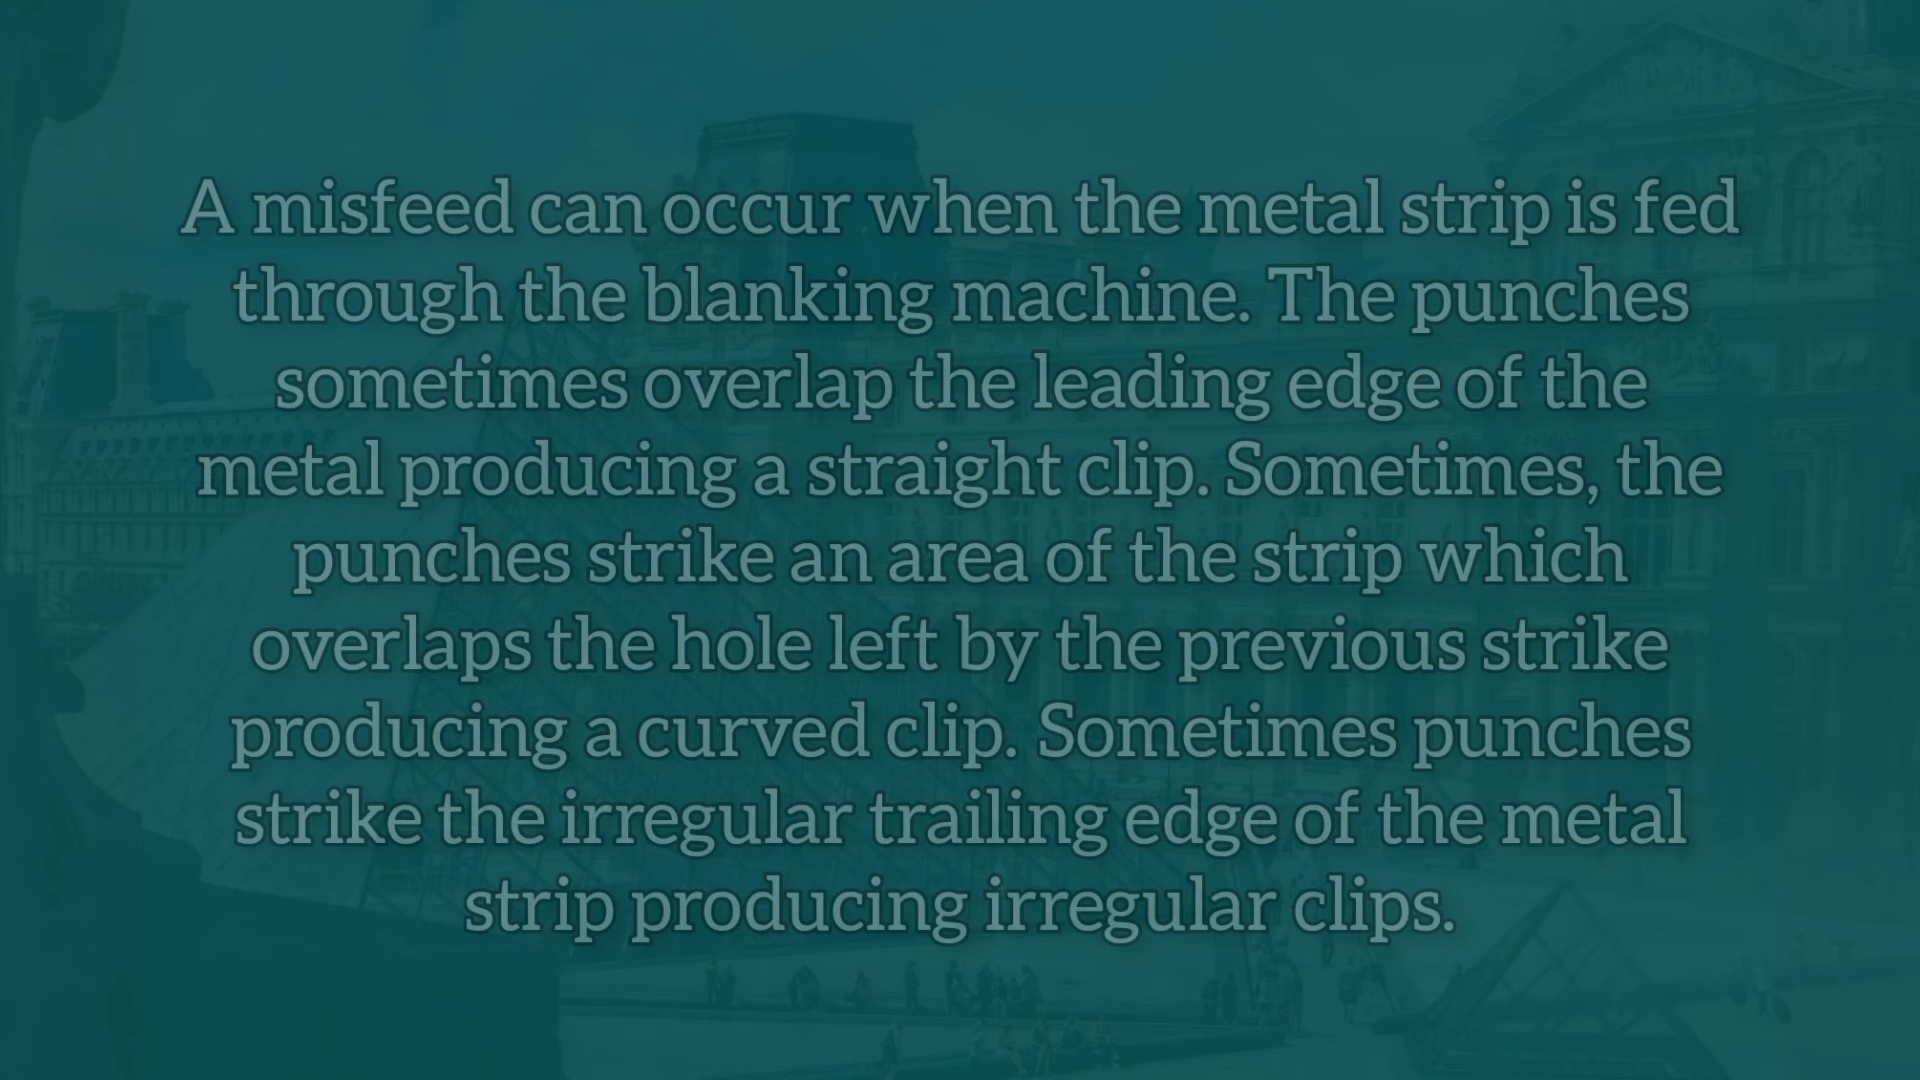 A misfeed can occur when the metal strip is fed
through the blanking machine. The punches
sometimes overlap the leading edge of the
metal producing a straight clip. Sometimes, the
punches strike an area of the strip which
overlaps the hole left by the previous strike
producing a curved clip. Sometimes punches
strike the irregular trailing edge of the metal
strip producing irregular clips.